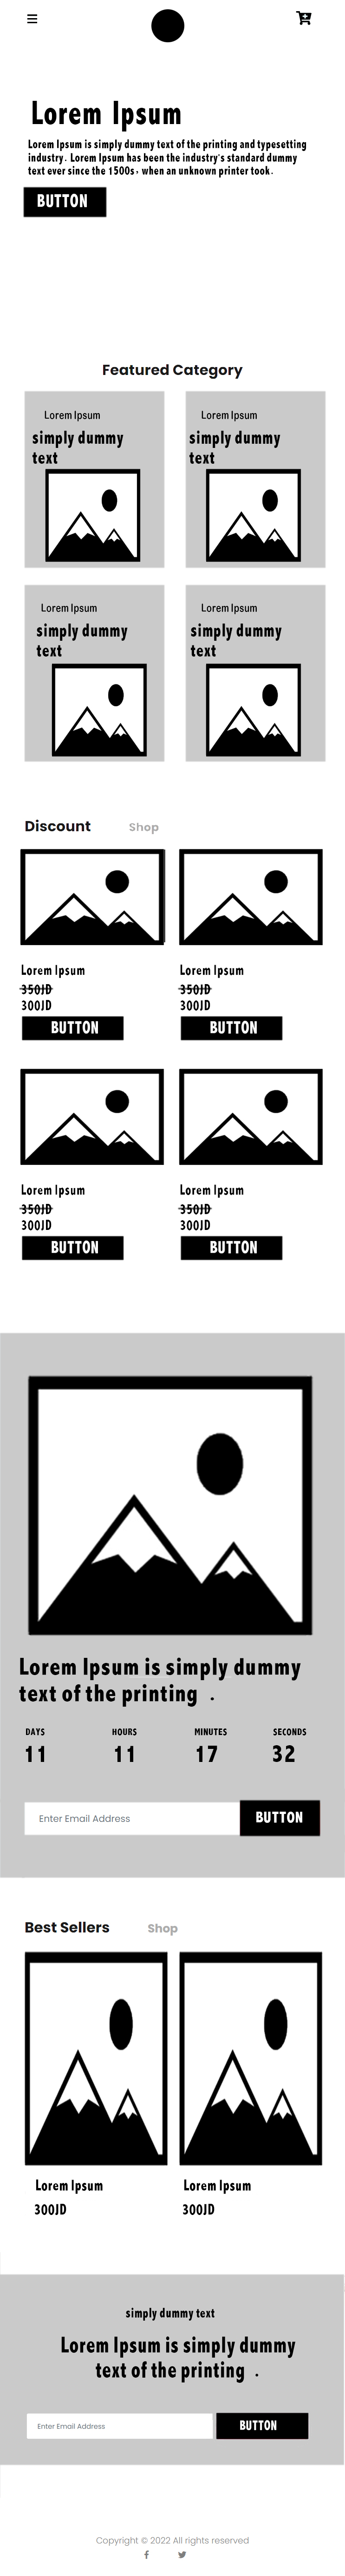 Lorem Ipsum
Lorem Ipsum is simply dummy text of the printing and typesetting
industry. Lorem Ipsum has been the industry's standard dummy
text ever since the 1500s, when an unknown printer took.
BUTTON
Featured Category
Lorem Ipsum
simply dummy
text
Lorem Ipsum
simply dummy
text
Lorem Ipsum
simply dummy
text
Lorem Ipsum
simply dummy
text
Discount Shop
Lorem Ipsum
350JD
300JD
BUTTON
Lorem Ipsum
350JD
300JD
BUTTON
Lorem Ipsum
350JD
300JD
BUTTON
Lorem Ipsum
350JD
300JD
BUTTON
Lorem Ipsum is simply dummy
text of the printing .
DAYS HOURS MINUTES SECONDS
11 11 17 32
Enter Email Address BUTTON
Best Sellers Shop
Lorem Ipsum
300JD
Lorem Ipsum
300JD
simply dummy text
Lorem Ipsum is simply dummy
text of the printing .
Enter Email Address BUTTON
Copyright © 2022 All rights reserved